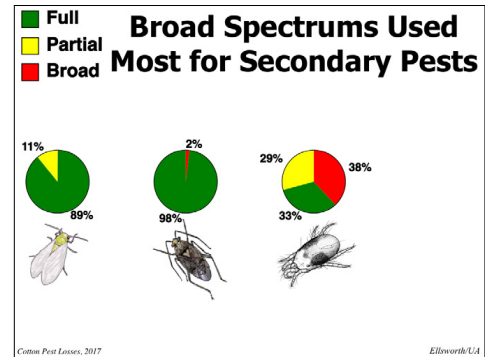 Full
Partial
Broad
Broad Spectrums Used
Most for Secondary Pests
11%
89%
2%
98%
29%
38%
33%
Cotton Pest Losses, 2017
Ellsworth/UA